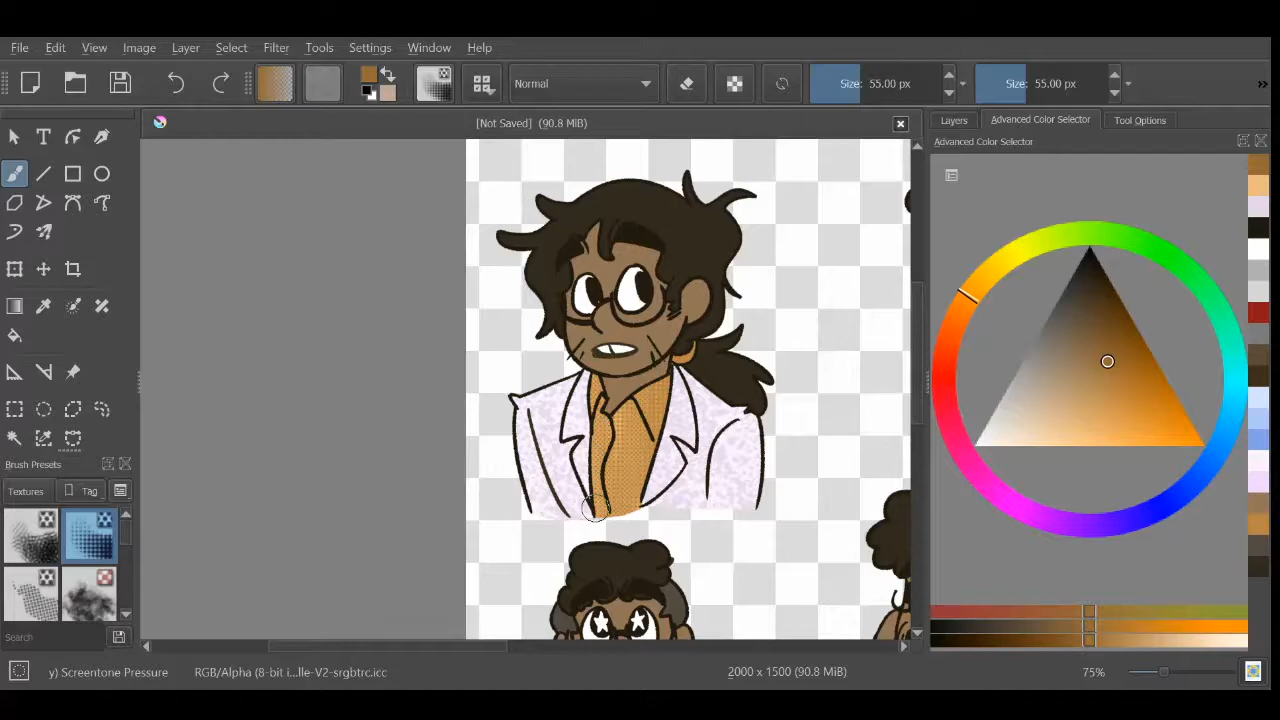 File Edit View Image Layer Select Filter Tools Settings Window Help
Normal Size: 55.00 px Size: 55.00 px »
[Not Saved] (90.8 MiB)
Layers Advanced Color Selector Tool Options
Advanced Color Selector
Brush Presets
Textures Tag
Search
y) Screentone Pressure RGB/Alpha (8-bit i...lle-V2-srgbtrc.icc 2000 x 1500 (90.8 MiB) 75%